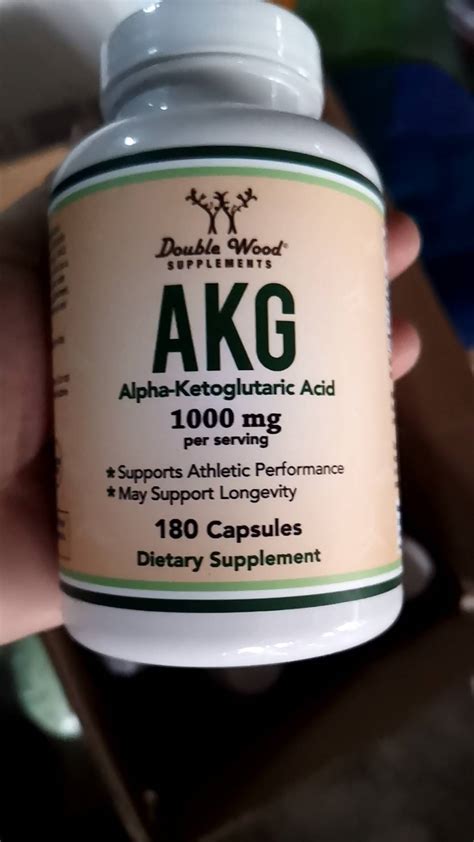 Double Wood®
SUPPLEMENTS
AKG
Alpha-Ketoglutaric Acid
1000 mg
per serving
*Supports Athletic Performance
*May Support Longevity
180 Capsules
Dietary Supplement